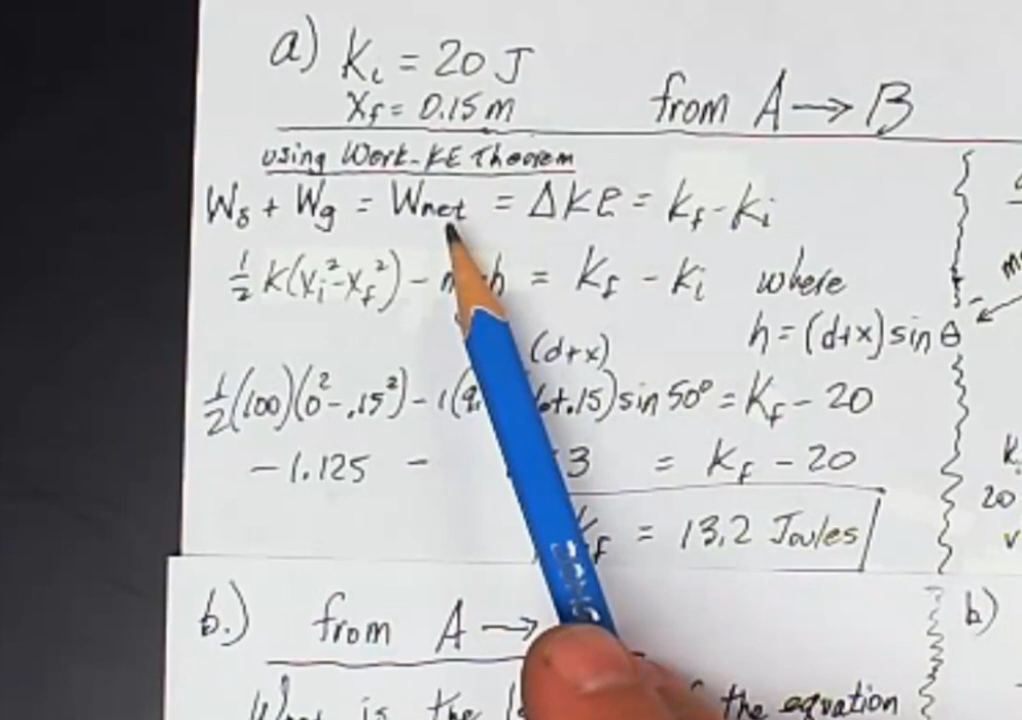 a) Ki = 20 J
Xf = 0.15 m from A → B
using Work-KE Theorem
Ws + Wg = Wnet = ΔKE = Kf - Ki
½ K(Xi² - Xf²) - h = Kf - Ki where
h = (d+x) sin θ
(d+x)
½(100)(0² - .15²) - 1(9. +.15) sin 50° = Kf - 20
-1.125 - 3 = Kf - 20
Kf = 13.2 Joules
20
b.) from A →
b)
is the
the equation